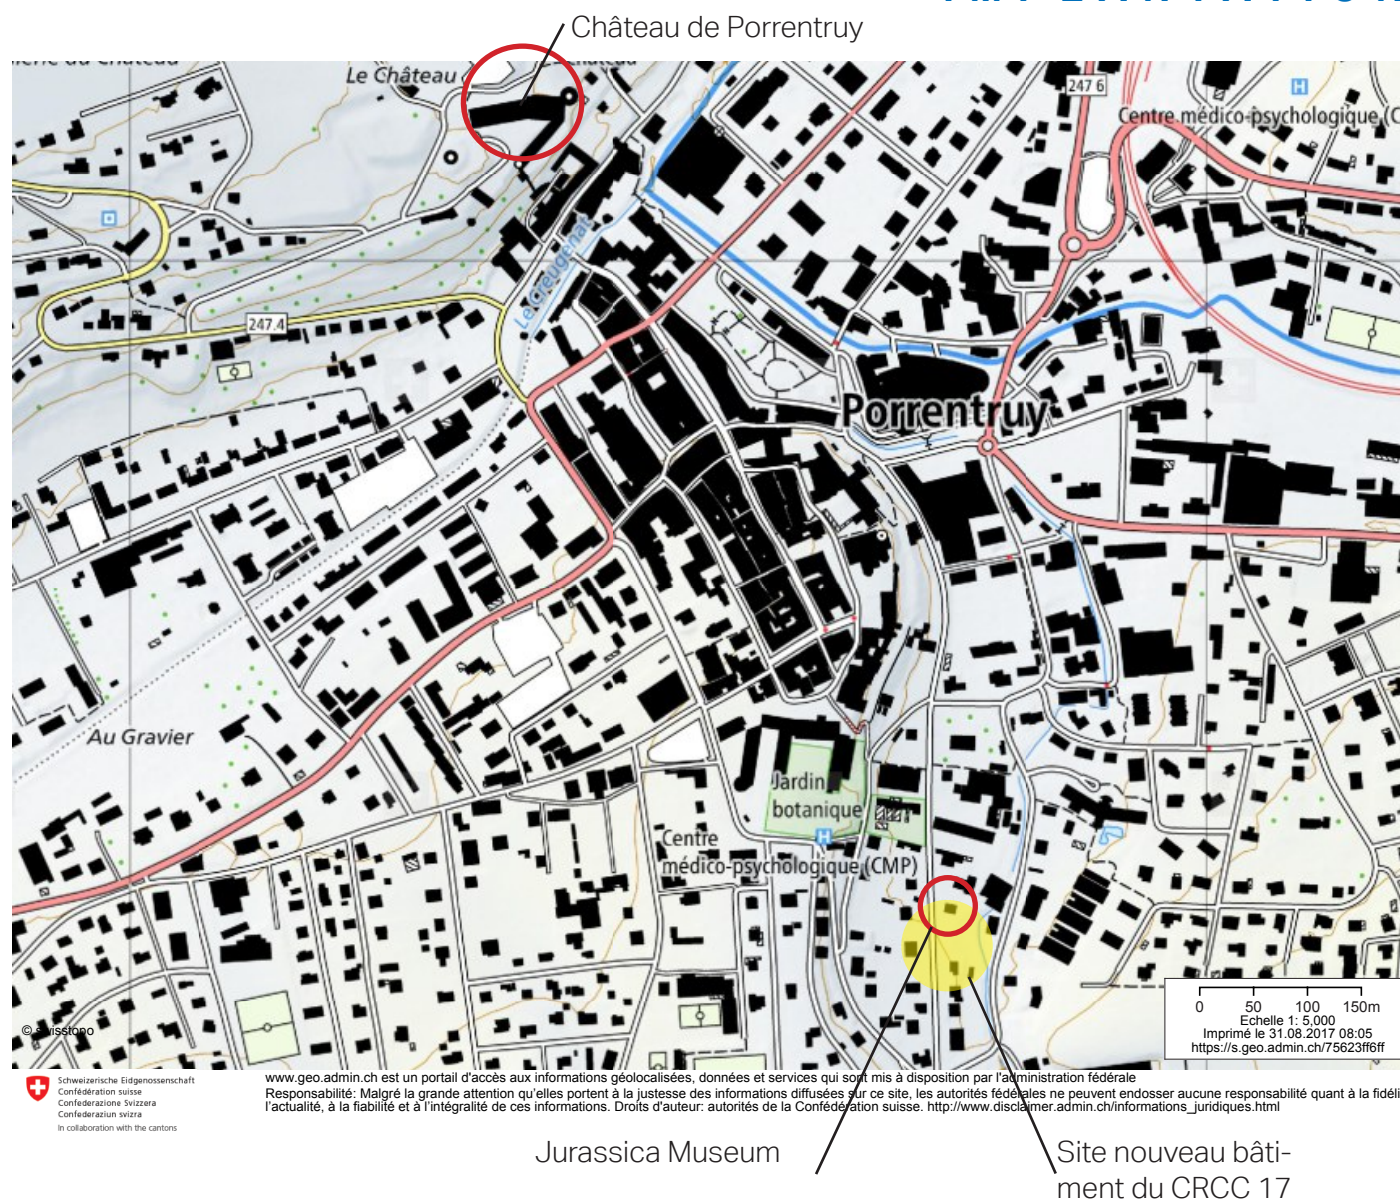 Château de Porrentruy
Le Château
247 6
Centre médico-psychologique (C
Le Creugenat
247.4
Porrentruy
Au Gravier
Jardin
botanique
Centre
médico-psychologique (CMP)
© swisstopo
0 50 100 150m
Echelle 1: 5,000
Imprimé le 31.08.2017 08:05
https://s.geo.admin.ch/75623ff6ff
Schweizerische Eidgenossenschaft
Confédération suisse
Confederazione Svizzera
Confederaziun svizra
In collaboration with the cantons
www.geo.admin.ch est un portail d'accès aux informations géolocalisées, données et services qui sont mis à disposition par l'administration fédérale
Responsabilité: Malgré la grande attention qu'elles portent à la justesse des informations diffusées sur ce site, les autorités fédérales ne peuvent endosser aucune responsabilité quant à la fidéli
l'actualité, à la fiabilité et à l'intégralité de ces informations. Droits d'auteur: autorités de la Confédération suisse. http://www.disclaimer.admin.ch/informations_juridiques.html
Jurassica Museum
Site nouveau bâti-
ment du CRCC 17